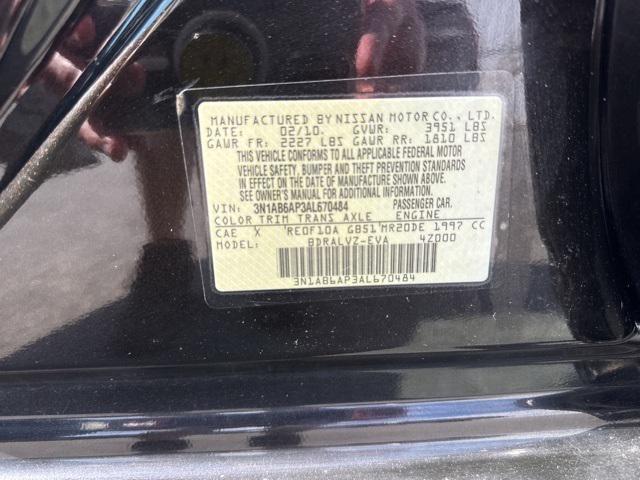 MANUFACTURED BY NISSAN MOTOR CO., LTD.
DATE: 02/10. GVWR: 3951 LBS
GAWR FR: 2227 LBS GAWR RR: 1810 LBS
THIS VEHICLE CONFORMS TO ALL APPLICABLE FEDERAL MOTOR
VEHICLE SAFETY, BUMPER AND THEFT PREVENTION STANDARDS
IN EFFECT ON THE DATE OF MANUFACTURE SHOWN ABOVE.
SEE OWNER'S MANUAL FOR ADDITIONAL INFORMATION.
VIN: 3N1AB6AP3AL670484 PASSENGER CAR.
COLOR TRIM TRANS AXLE ENGINE
CAE X RE0F10A GB51 MR20DE 1997 CC
MODEL: BDRALVZ-EVA 4Z000
3N1AB6AP3AL670484